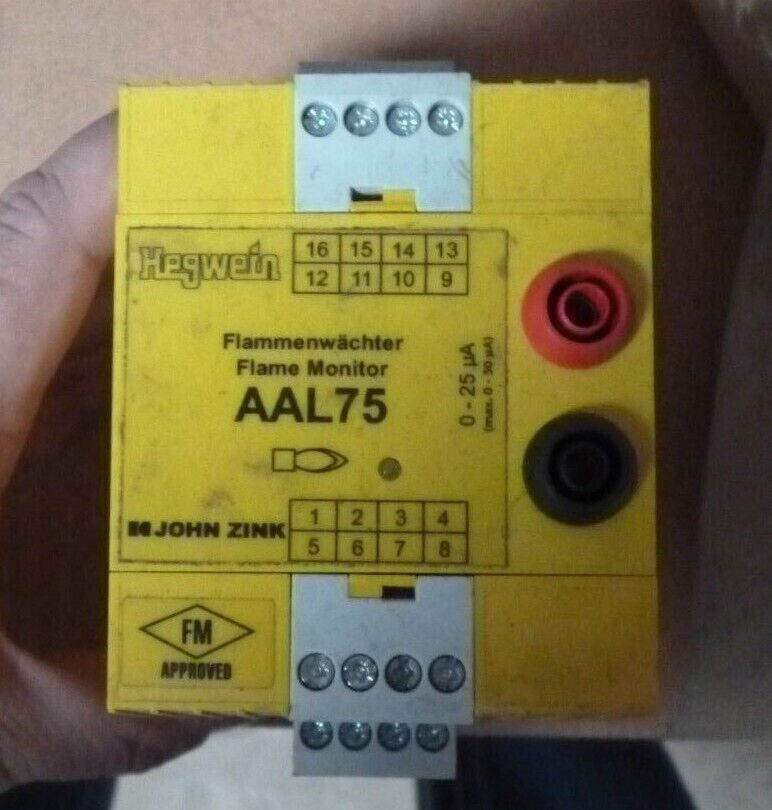 Hegwein
16 15 14 13
12 11 10 9
Flammenwächter
Flame Monitor
AAL75
0 - 25 µA
(max. 0 - 30 µA)
JOHN ZINK
1 2 3 4
5 6 7 8
FM
APPROVED